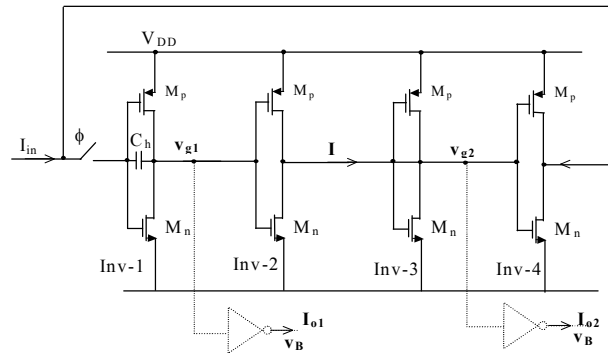 V_DD
M_p M_p M_p M_p
I_in ϕ C_h v_g1 I v_g2
M_n M_n M_n M_n
Inv-1 Inv-2 Inv-3 Inv-4
I_o1 I_o2
v_B v_B